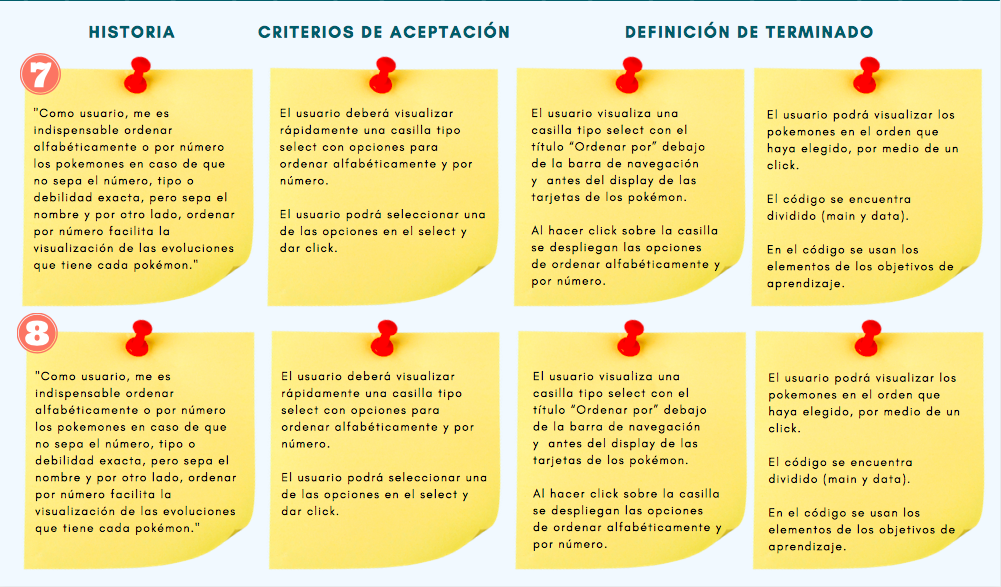 HISTORIA
CRITERIOS DE ACEPTACIÓN
DEFINICIÓN DE TERMINADO
7
"Como usuario, me es
indispensable ordenar
alfabéticamente o por número
los pokemones en caso de que
no sepa el número, tipo o
debilidad exacta, pero sepa el
nombre y por otro lado, ordenar
por número facilita la
visualización de las evoluciones
que tiene cada pokémon."
El usuario deberá visualizar
rápidamente una casilla tipo
select con opciones para
ordenar alfabéticamente y por
número.
El usuario podrá seleccionar una
de las opciones en el select y
dar click.
El usuario visualiza una
casilla tipo select con el
título “Ordenar por” debajo
de la barra de navegación
y antes del display de las
tarjetas de los pokémon.
Al hacer click sobre la casilla
se despliegan las opciones
de ordenar alfabéticamente y
por número.
El usuario podrá visualizar los
pokemones en el orden que
haya elegido, por medio de un
click.
El código se encuentra
dividido (main y data).
En el código se usan los
elementos de los objetivos de
aprendizaje.
8
"Como usuario, me es
indispensable ordenar
alfabéticamente o por número
los pokemones en caso de que
no sepa el número, tipo o
debilidad exacta, pero sepa el
nombre y por otro lado, ordenar
por número facilita la
visualización de las evoluciones
que tiene cada pokémon."
El usuario deberá visualizar
rápidamente una casilla tipo
select con opciones para
ordenar alfabéticamente y por
número.
El usuario podrá seleccionar una
de las opciones en el select y
dar click.
El usuario visualiza una
casilla tipo select con el
título “Ordenar por” debajo
de la barra de navegación
y antes del display de las
tarjetas de los pokémon.
Al hacer click sobre la casilla
se despliegan las opciones
de ordenar alfabéticamente y
por número.
El usuario podrá visualizar los
pokemones en el orden que
haya elegido, por medio de un
click.
El código se encuentra
dividido (main y data).
En el código se usan los
elementos de los objetivos de
aprendizaje.